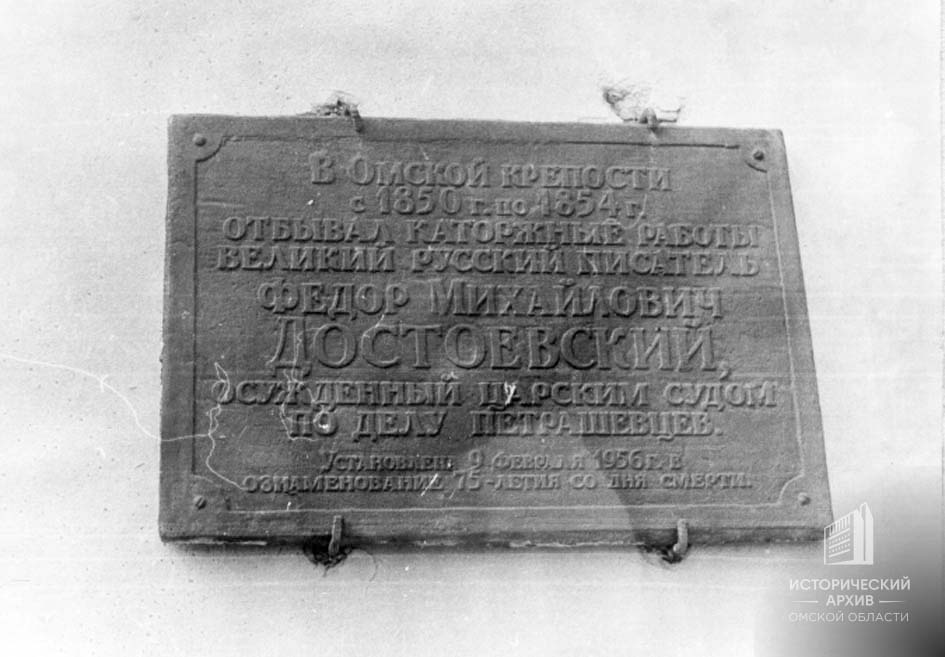 В Омской крепости
с 1850 г. по 1854 г.
отбывал каторжные работы
великий русский писатель
Федор Михайлович
Достоевский,
осужденный царским судом
по делу петрашевцев.
Установлена 9 февраля 1956 г. в
ознаменование 75-летия со дня смерти.
ИСТОРИЧЕСКИЙ
АРХИВ
ОМСКОЙ ОБЛАСТИ